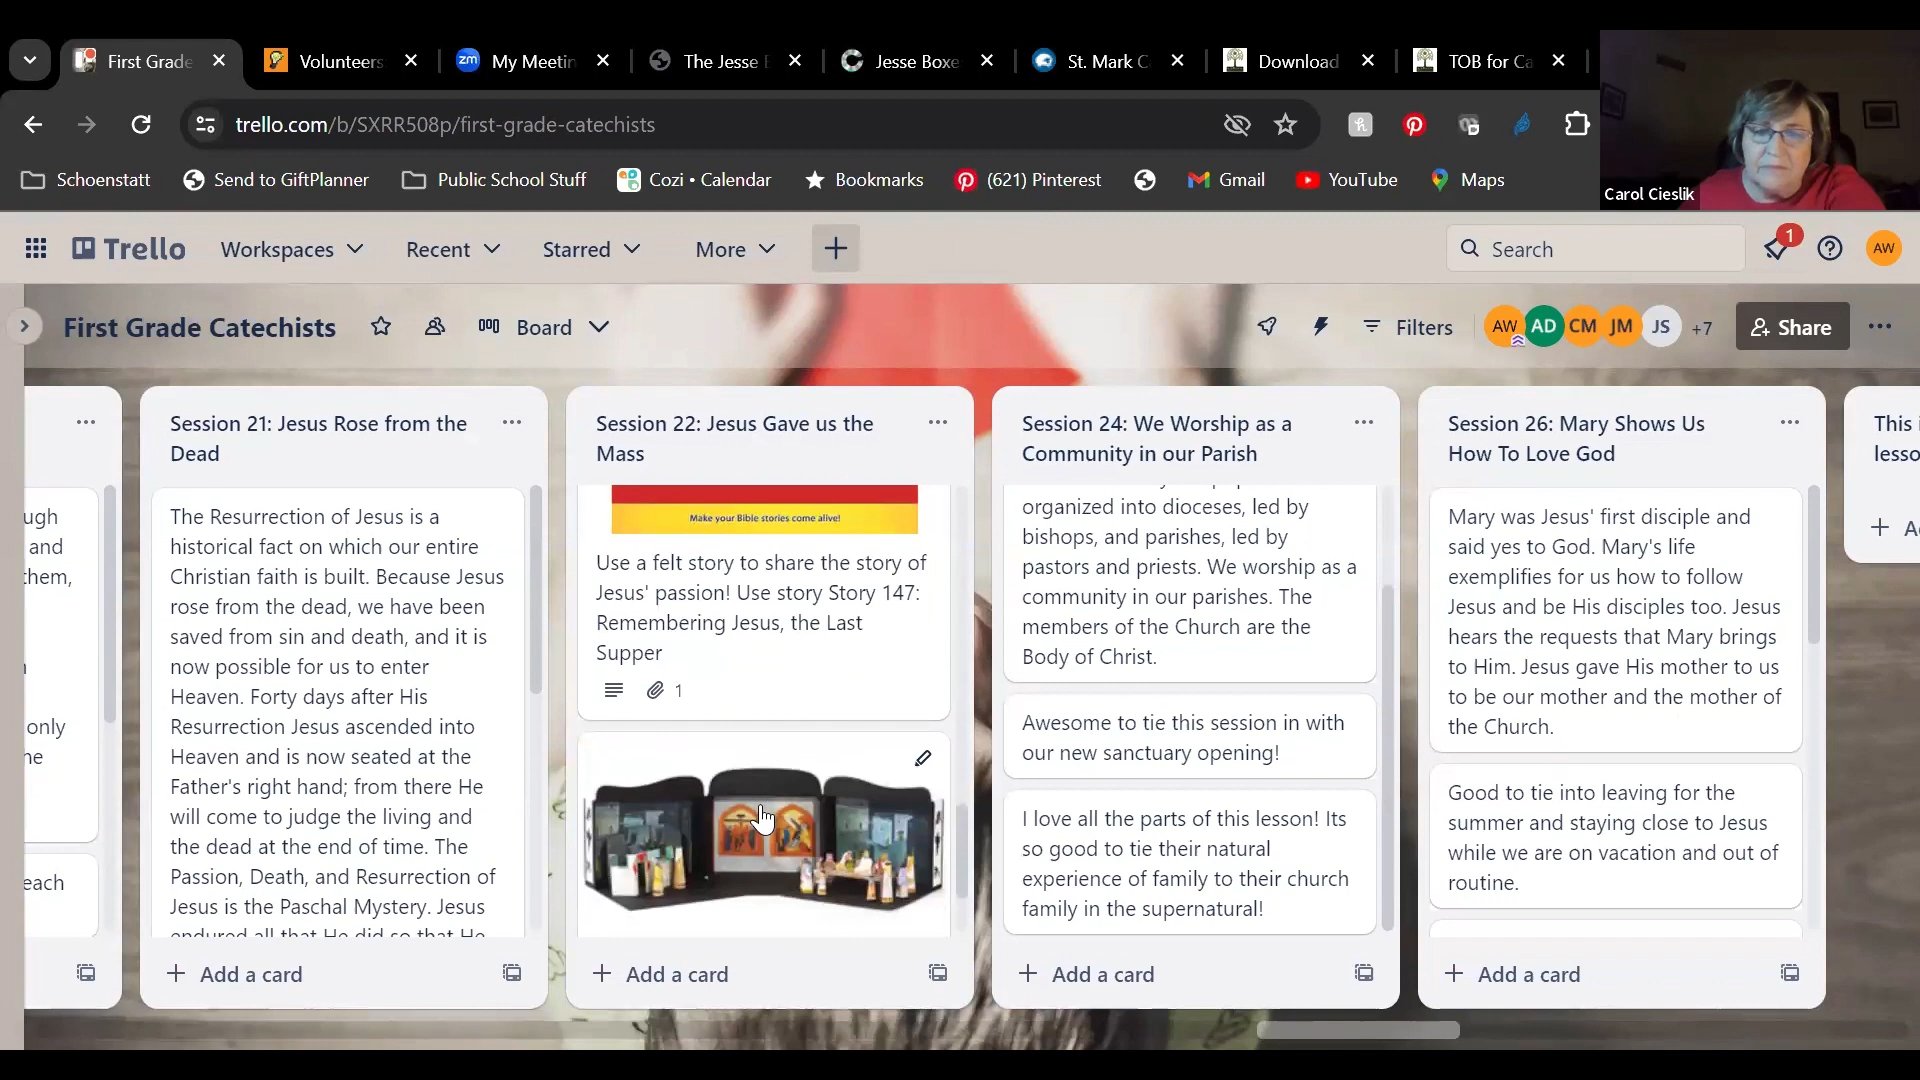 First Grade
Volunteers
zm
My Meetin
The Jesse
Jesse Boxe
St. Mark C
Download
TOB for Ca
trello.com/b/SXRR508p/first-grade-catechists
Schoenstatt
Send to GiftPlanner
Public School Stuff
Cozi • Calendar
Bookmarks
(621) Pinterest
Gmail
YouTube
Maps
Carol Cieslik
Trello
Workspaces
Recent
Starred
More
Search
1
AW
First Grade Catechists
Board
Filters
AW
AD
CM
JM
JS
+7
Share
ugh
and
them,
only
he
each
Session 21: Jesus Rose from the
Dead
The Resurrection of Jesus is a
historical fact on which our entire
Christian faith is built. Because Jesus
rose from the dead, we have been
saved from sin and death, and it is
now possible for us to enter
Heaven. Forty days after His
Resurrection Jesus ascended into
Heaven and is now seated at the
Father's right hand; from there He
will come to judge the living and
the dead at the end of time. The
Passion, Death, and Resurrection of
Jesus is the Paschal Mystery. Jesus
endured all that He did so that He
+ Add a card
Session 22: Jesus Gave us the
Mass
Make your Bible stories come alive!
Use a felt story to share the story of
Jesus' passion! Use story Story 147:
Remembering Jesus, the Last
Supper
1
+ Add a card
Session 24: We Worship as a
Community in our Parish
organized into dioceses, led by
bishops, and parishes, led by
pastors and priests. We worship as a
community in our parishes. The
members of the Church are the
Body of Christ.
Awesome to tie this session in with
our new sanctuary opening!
I love all the parts of this lesson! Its
so good to tie their natural
experience of family to their church
family in the supernatural!
+ Add a card
Session 26: Mary Shows Us
How To Love God
Mary was Jesus' first disciple and
said yes to God. Mary's life
exemplifies for us how to follow
Jesus and be His disciples too. Jesus
hears the requests that Mary brings
to Him. Jesus gave His mother to us
to be our mother and the mother of
the Church.
Good to tie into leaving for the
summer and staying close to Jesus
while we are on vacation and out of
routine.
+ Add a card
This
lesso